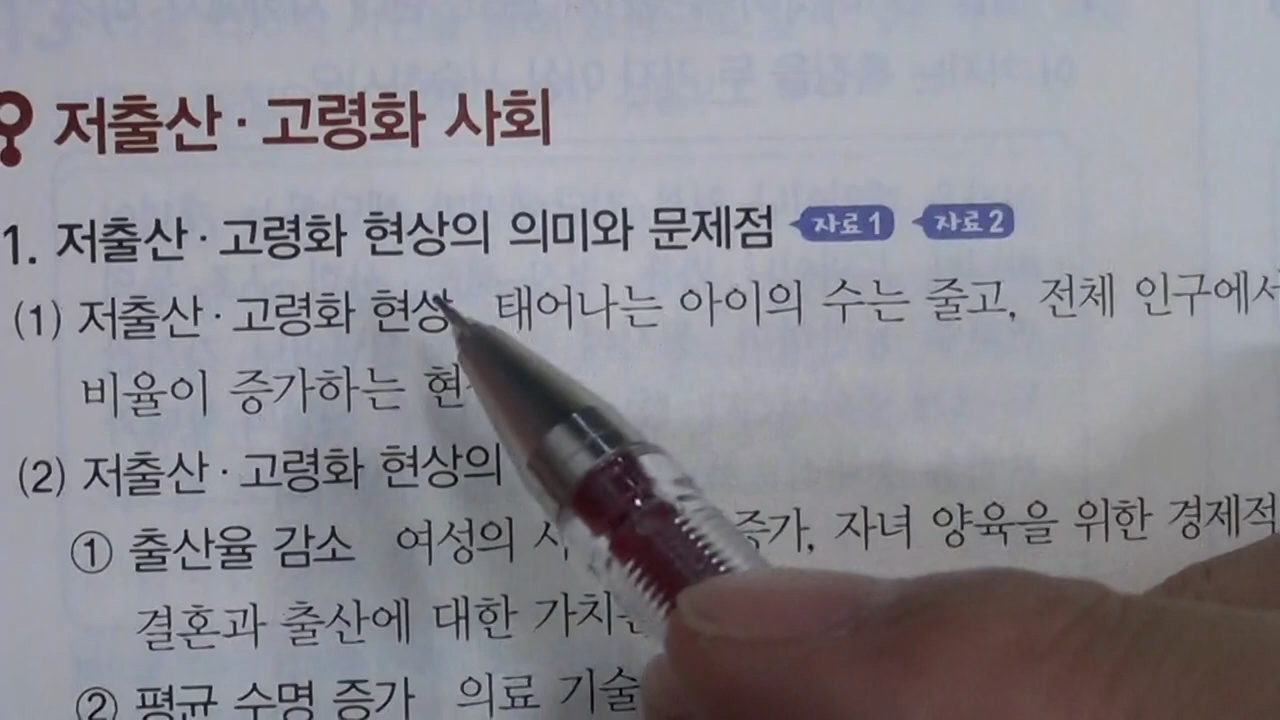 저출산·고령화 사회
1. 저출산·고령화 현상의 의미와 문제점 자료1 자료2
(1) 저출산·고령화 현상 태어나는 아이의 수는 줄고, 전체 인구에서
비율이 증가하는
(2) 저출산·고령화 현상의
① 출산율 감소 여성의 증가, 자녀 양육을 위한 경제적
결혼과 출산에 대한
② 평균 수명 증가 의료 기술